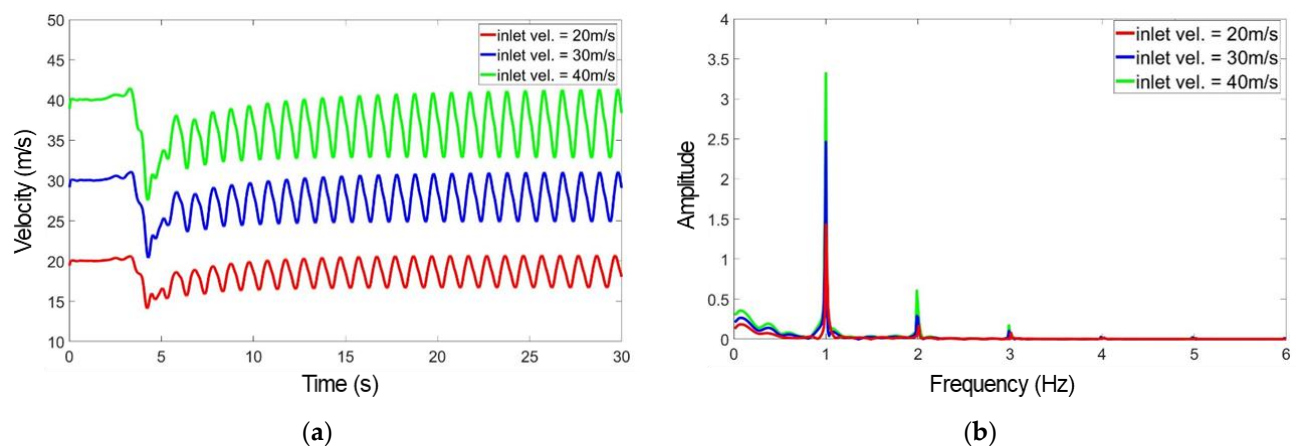 50
45
40
35
30
25
20
15
10
Velocity (m/s)
inlet vel. = 20m/s
inlet vel. = 30m/s
inlet vel. = 40m/s
0 5 10 15 20 25 30
Time (s)
(a)
4
3.5
3
2.5
2
1.5
1
0.5
0
Amplitude
inlet vel. = 20m/s
inlet vel. = 30m/s
inlet vel. = 40m/s
0 1 2 3 4 5 6
Frequency (Hz)
(b)